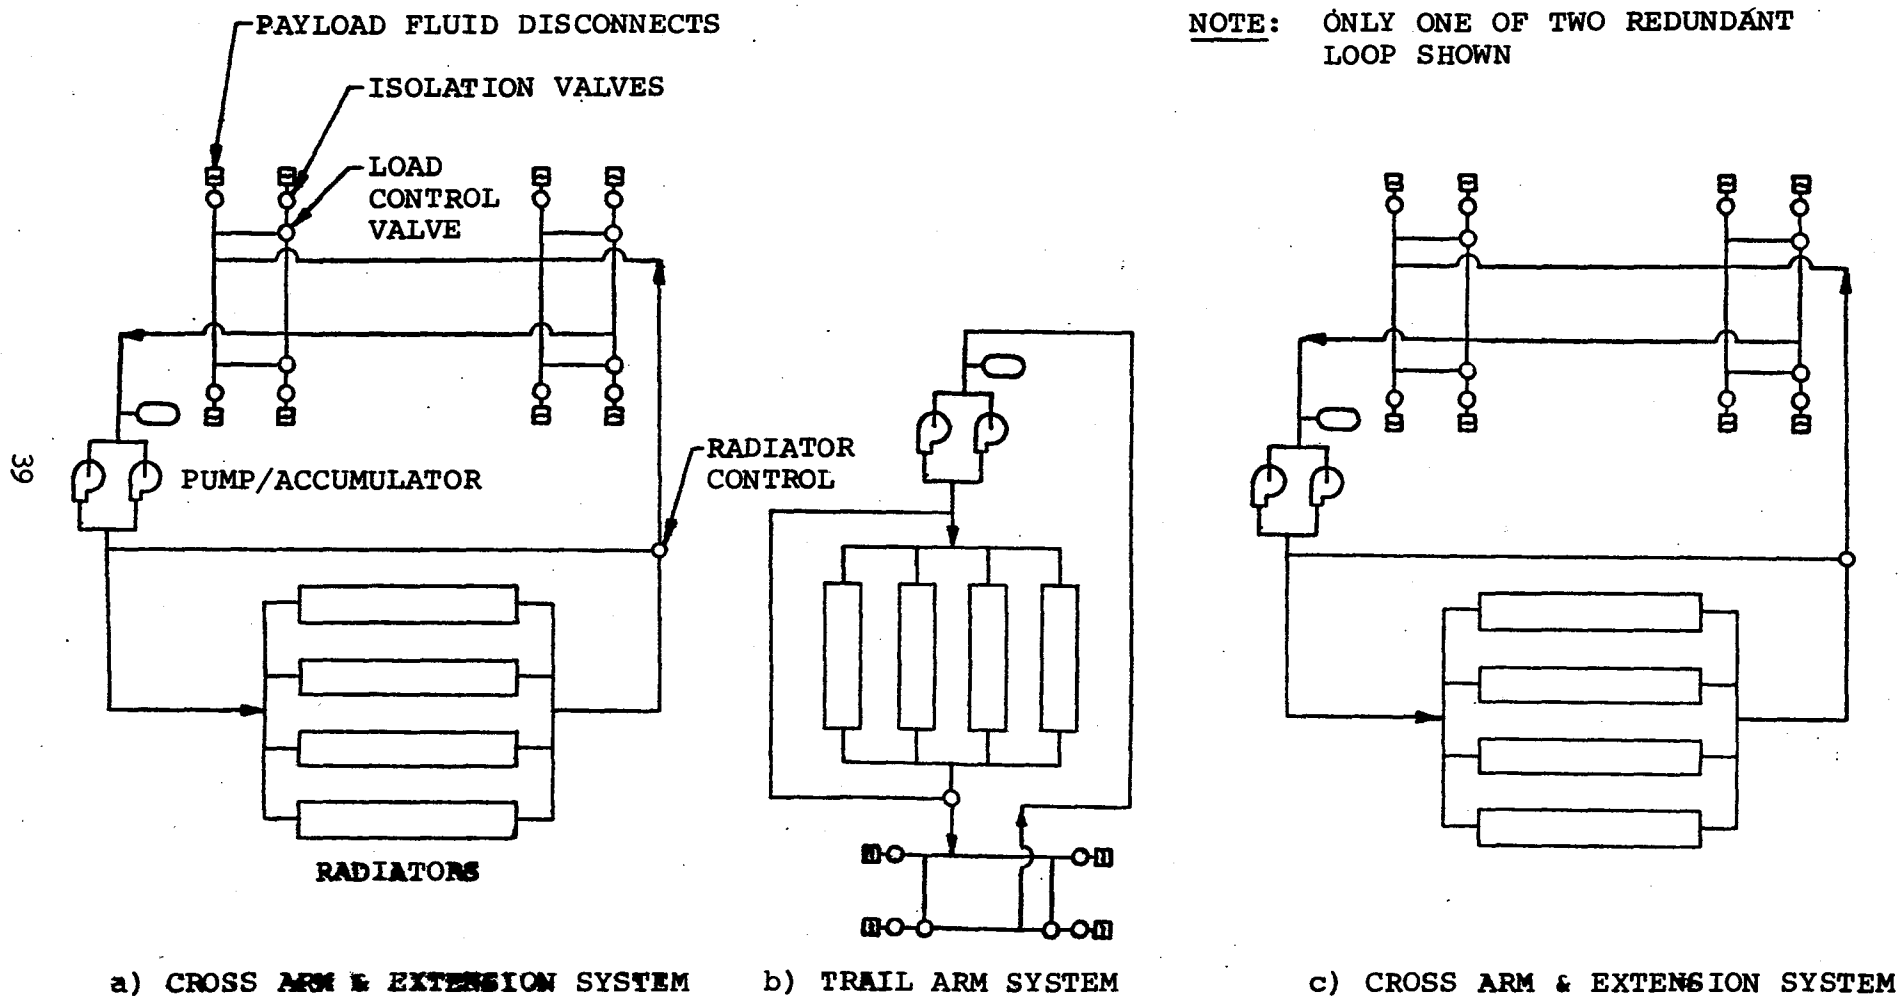 PAYLOAD FLUID DISCONNECTS
NOTE: ONLY ONE OF TWO REDUNDANT
LOOP SHOWN
ISOLATION VALVES
LOAD
CONTROL
VALVE
39
PUMP/ACCUMULATOR
RADIATOR
CONTROL
RADIATORS
a) CROSS ARM & EXTENSION SYSTEM
b) TRAIL ARM SYSTEM
c) CROSS ARM & EXTENSION SYSTEM